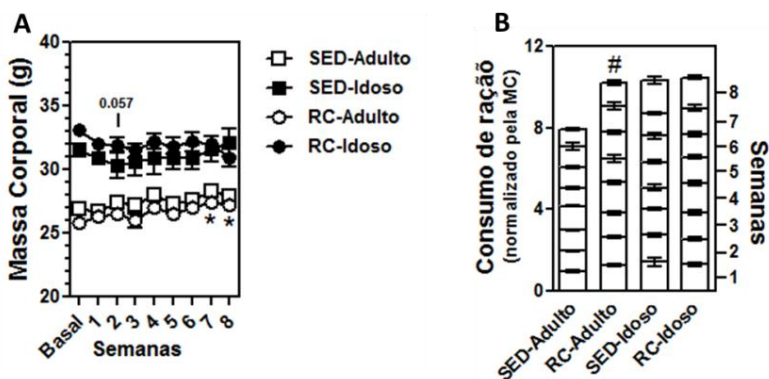 A
Massa Corporal (g)
40
35
30
25
20
0.057
* *
Basal 1 2 3 4 5 6 7 8
Semanas
SED-Adulto
SED-Idoso
RC-Adulto
RC-Idoso
B
Consumo de ração
(normalizado pela MC)
12
8
4
0
#
8
7
6
5
4
3
2
1
Semanas
SED-Adulto
RC-Adulto
SED-Idoso
RC-Idoso